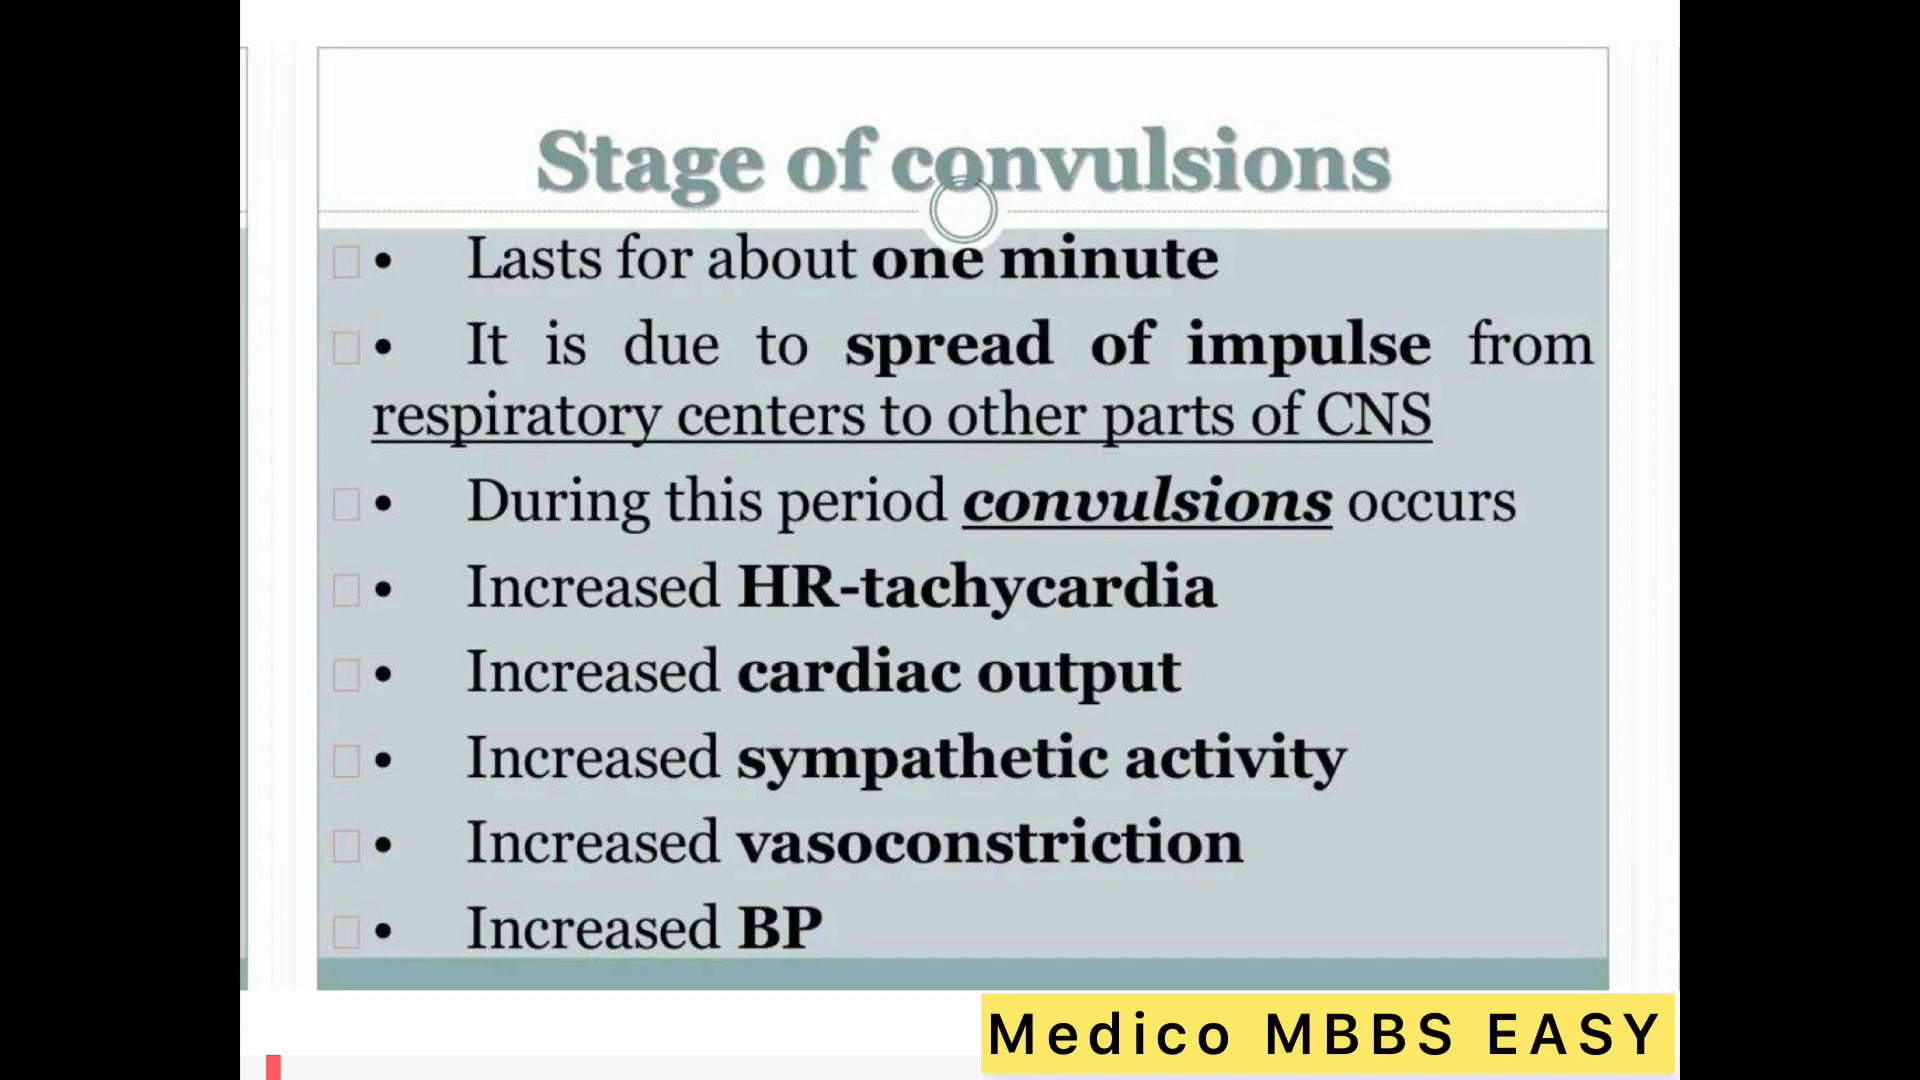 Stage of convulsions
• Lasts for about one minute
• It is due to spread of impulse from
respiratory centers to other parts of CNS
• During this period convulsions occurs
• Increased HR-tachycardia
• Increased cardiac output
• Increased sympathetic activity
• Increased vasoconstriction
• Increased BP
Medico MBBS EASY